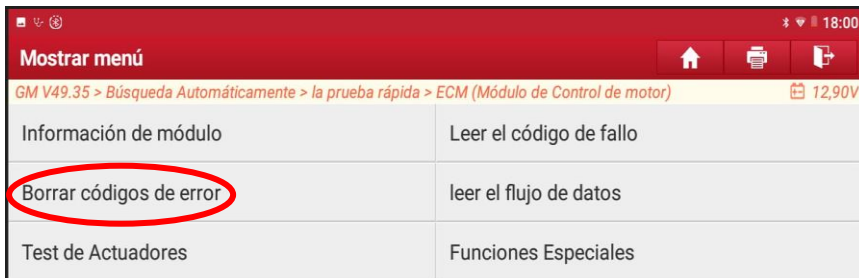 18:00
Mostrar menú
GM V49.35 > Búsqueda Automáticamente > la prueba rápida > ECM (Módulo de Control de motor) 12,90V
Información de módulo Leer el código de fallo
Borrar códigos de error leer el flujo de datos
Test de Actuadores Funciones Especiales